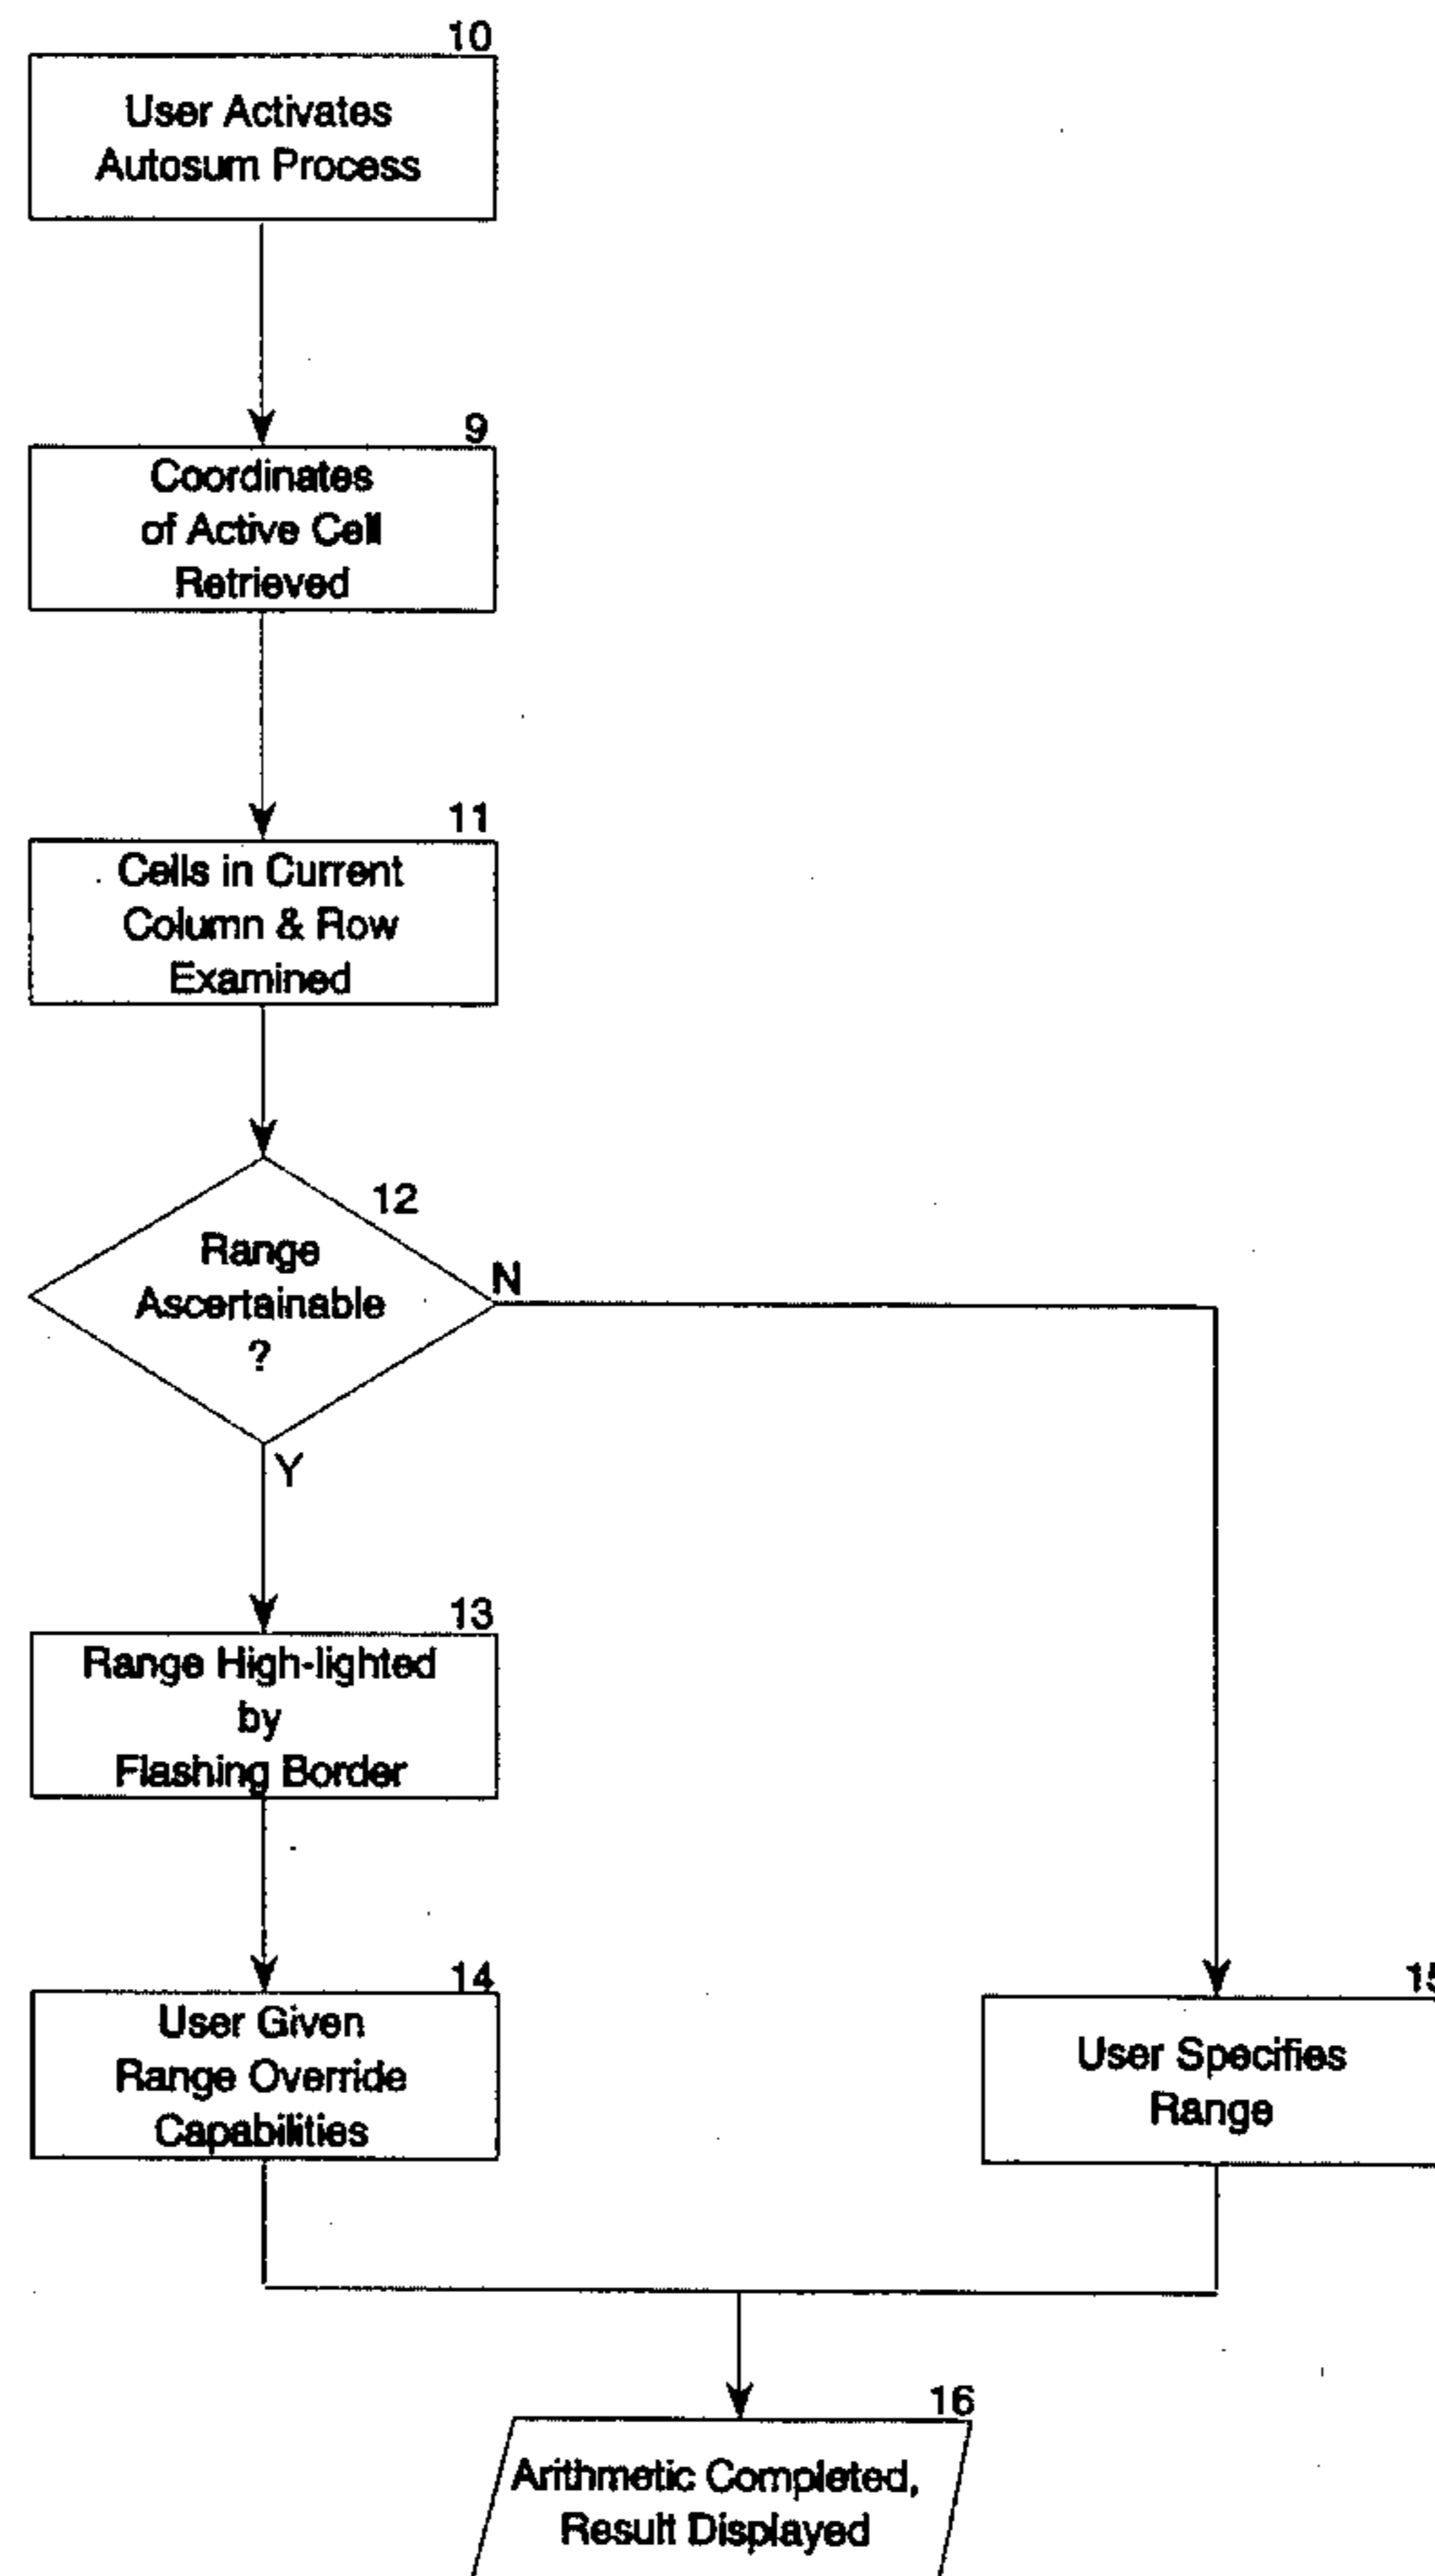 10
User Activates
Autosum Process
9
Coordinates
of Active Cell
Retrieved
11
Cells in Current
Column & Row
Examined
12
Range
Ascertainable
?
N
Y
13
Range High-lighted
by
Flashing Border
14
User Given
Range Override
Capabilities
15
User Specifies
Range
16
Arithmetic Completed,
Result Displayed